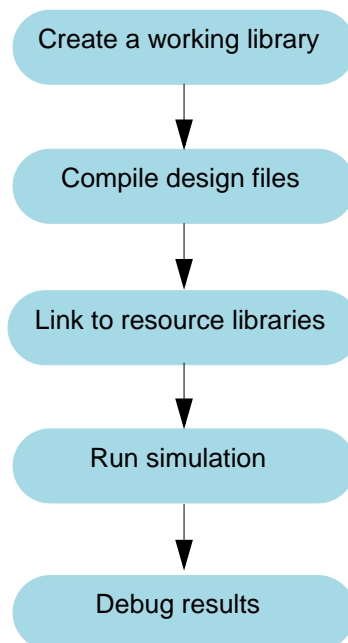 Create a working library
Compile design files
Link to resource libraries
Run simulation
Debug results